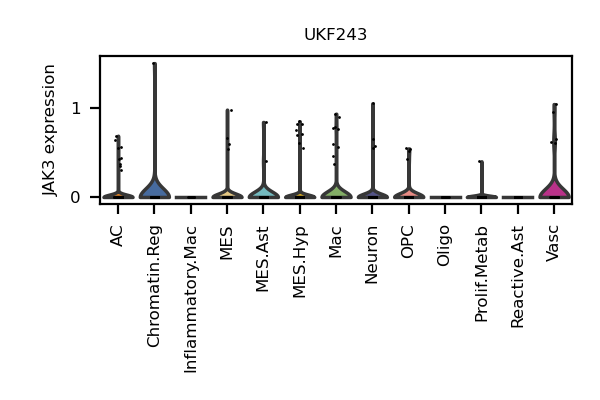 UKF243
JAK3 expression
1
0
AC
Chromatin.Reg
Inflammatory.Mac
MES
MES.Ast
MES.Hyp
Mac
Neuron
OPC
Oligo
Prolif.Metab
Reactive.Ast
Vasc